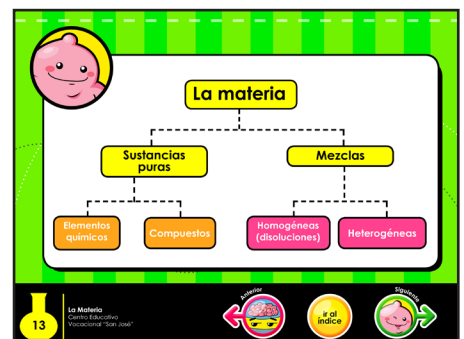 La materia
Sustancias
puras
Mezclas
Elementos
químicos
Compuestos
Homogéneas
(disoluciones)
Heterogéneas
13
La Materia
Centro Educativo
Vocacional "San José"
Anterior
ir al
índice
Siguiente